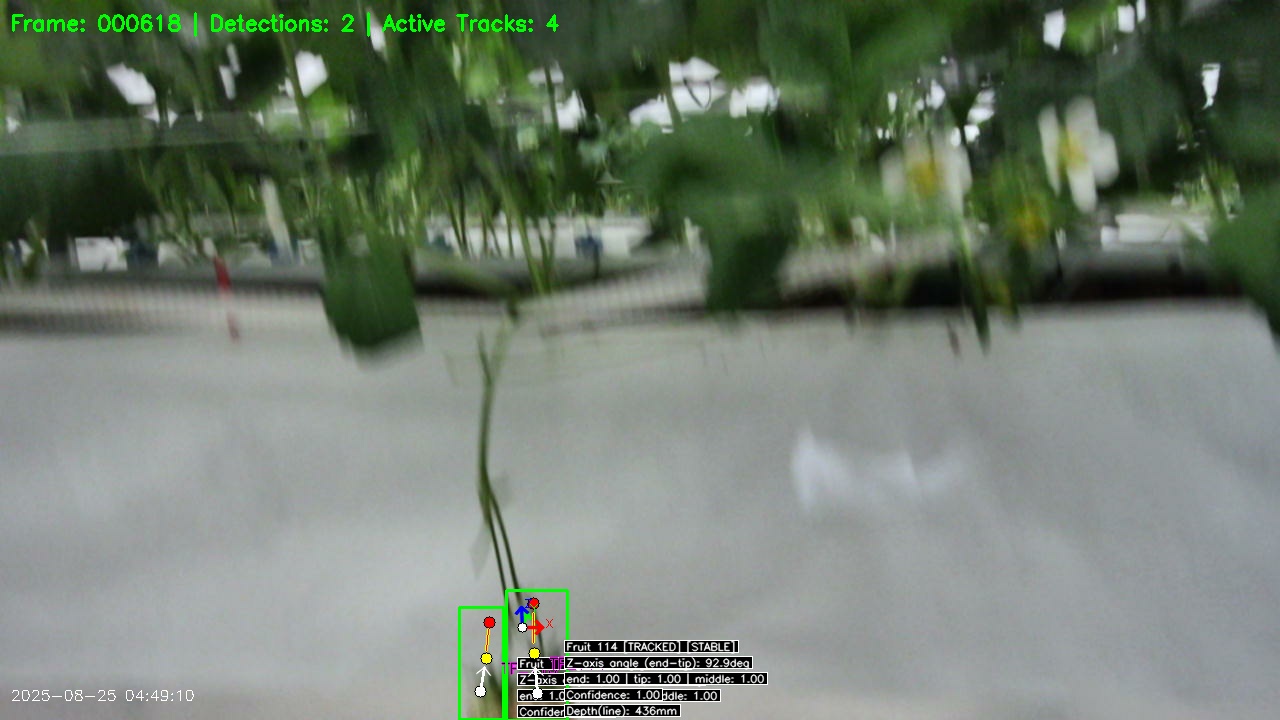 Frame: 000618 | Detections: 2 | Active Tracks: 4
X
Fruit 114 [TRACKED] [STABLE]
Fruit
Z-axis angle (end-tip): 92.9deg
Z-axis
end: 1.00 | tip: 1.00 | middle: 1.00
Confidence: 1.00
Depth(line): 436mm
2025-08-25 04:49:10